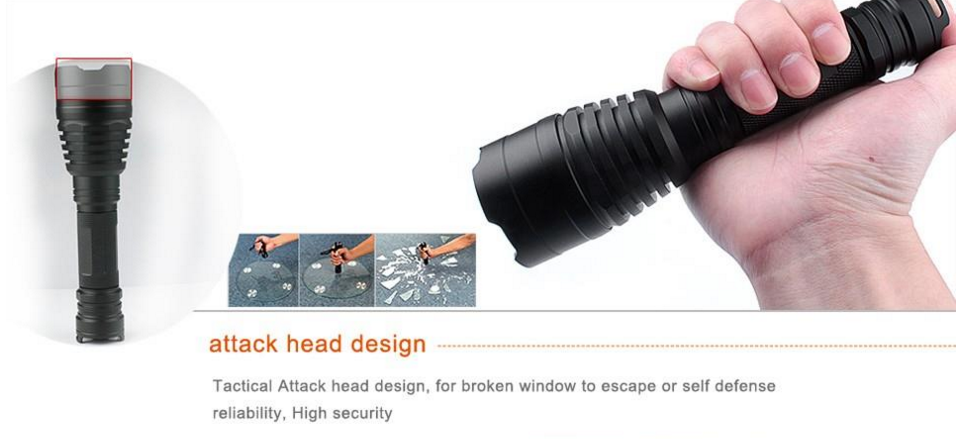 attack head design
Tactical Attack head design, for broken window to escape or self defense
reliability, High security